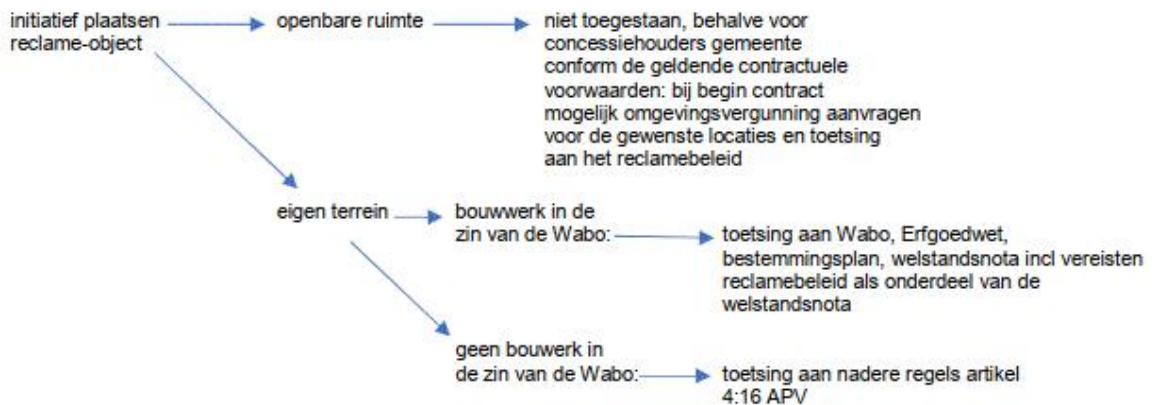 initiatief plaatsen
reclame-object
openbare ruimte
niet toegestaan, behalve voor
concessiehouders gemeente
conform de geldende contractuele
voorwaarden: bij begin contract
mogelijk omgevingsvergunning aanvragen
voor de gewenste locaties en toetsing
aan het reclamebeleid
eigen terrein
bouwwerk in de
zin van de Wabo:
toetsing aan Wabo, Erfgoedwet,
bestemmingsplan, welstandsnota incl vereisten
reclamebeleid als onderdeel van de
welstandsnota
geen bouwerk in
de zin van de Wabo:
toetsing aan nadere regels artikel
4:16 APV